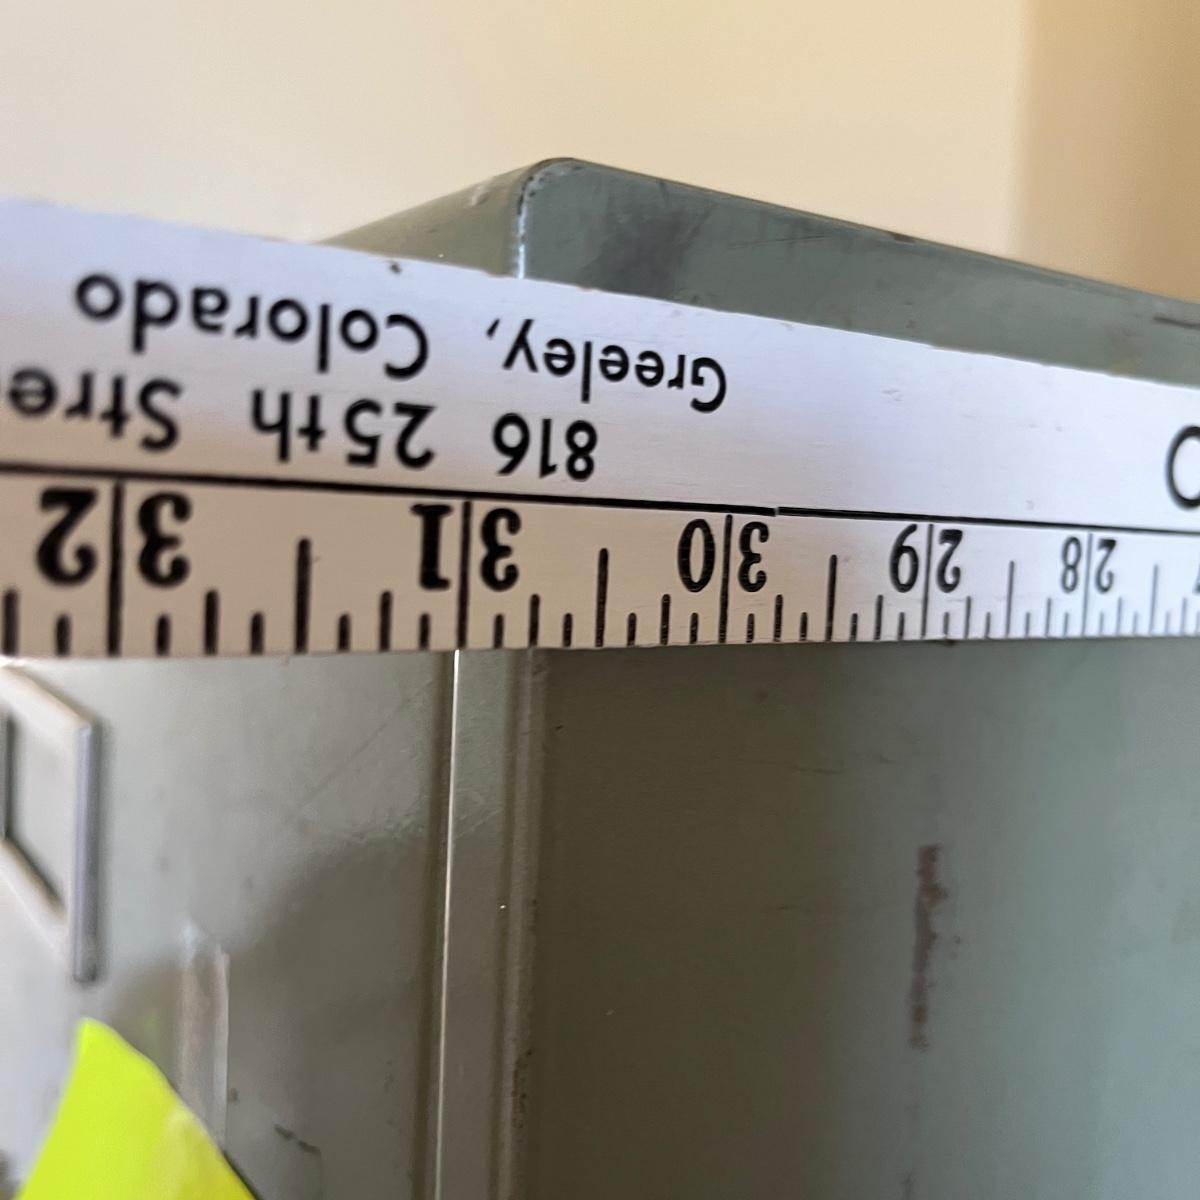 816 25th Stre
Greeley, Colorado
28 29 30 31 32